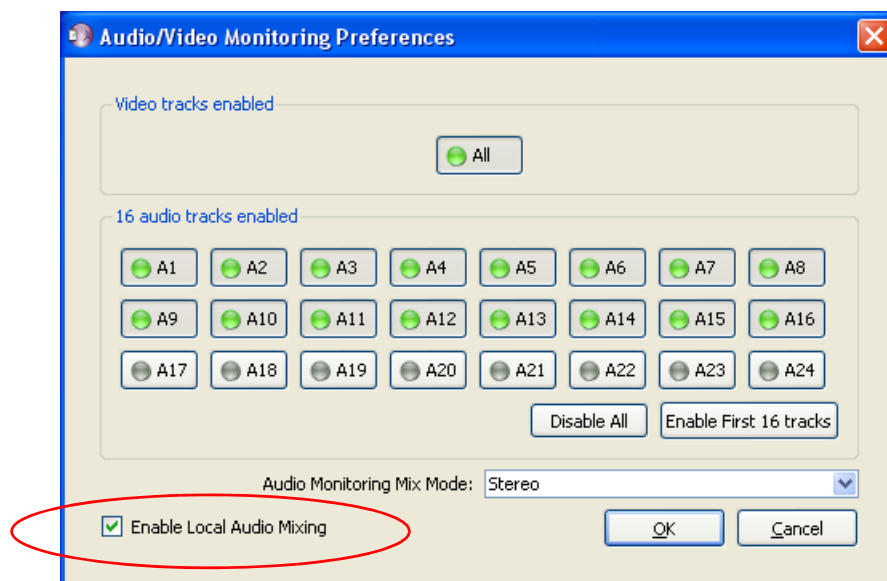 Audio/Video Monitoring Preferences
Video tracks enabled
All
16 audio tracks enabled
A1 A2 A3 A4 A5 A6 A7 A8
A9 A10 A11 A12 A13 A14 A15 A16
A17 A18 A19 A20 A21 A22 A23 A24
Disable All Enable First 16 tracks
Audio Monitoring Mix Mode: Stereo
Enable Local Audio Mixing OK Cancel